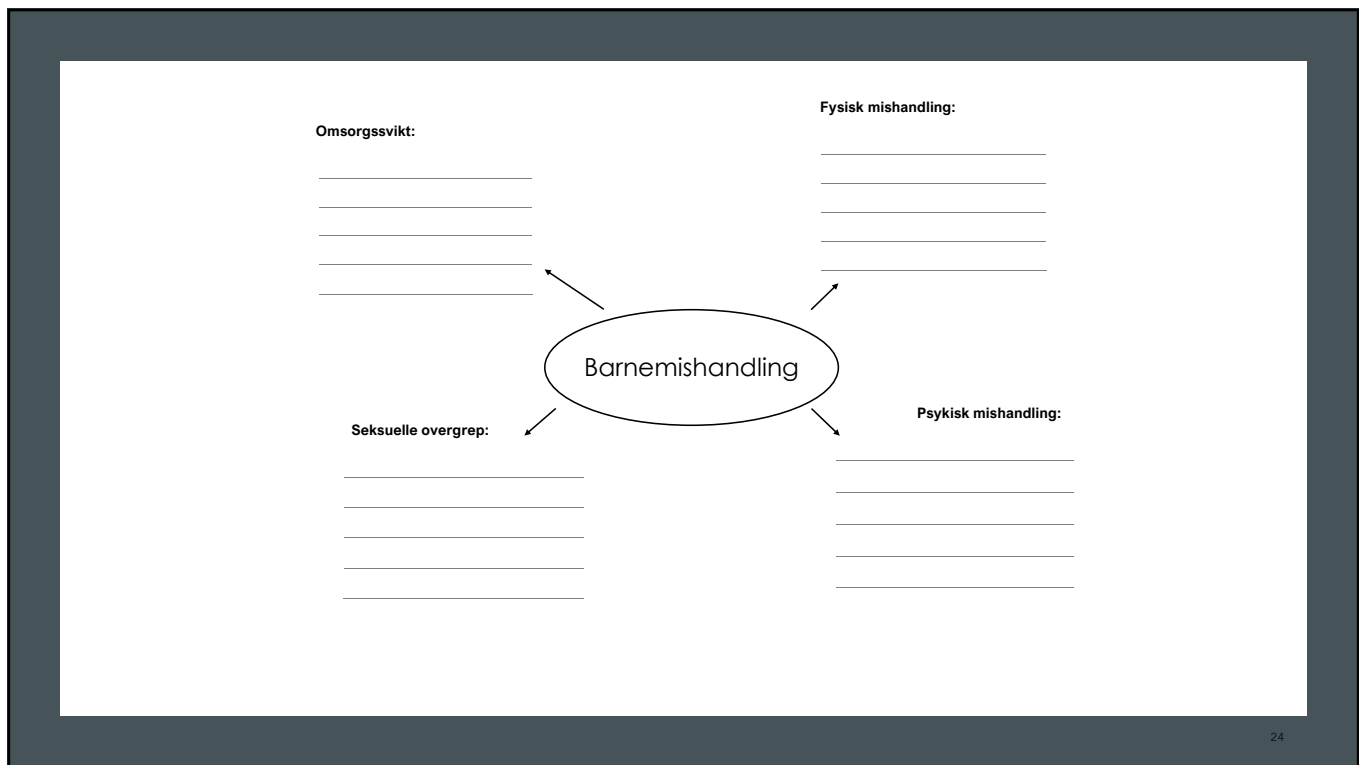 Fysisk mishandling:
Omsorgssvikt:
Barnemishandling
Psykisk mishandling:
Seksuelle overgrep:
24